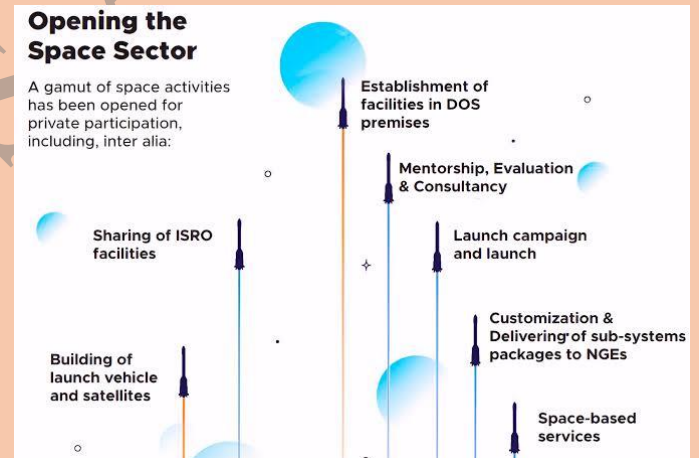 Opening the
Space Sector
A gamut of space activities
has been opened for
private participation,
including, inter alia:
Establishment of
facilities in DOS
premises
Mentorship, Evaluation
& Consultancy
Sharing of ISRO
facilities
Launch campaign
and launch
Customization &
Delivering of sub-systems
packages to NGEs
Building of
launch vehicle
and satellites
Space-based
services